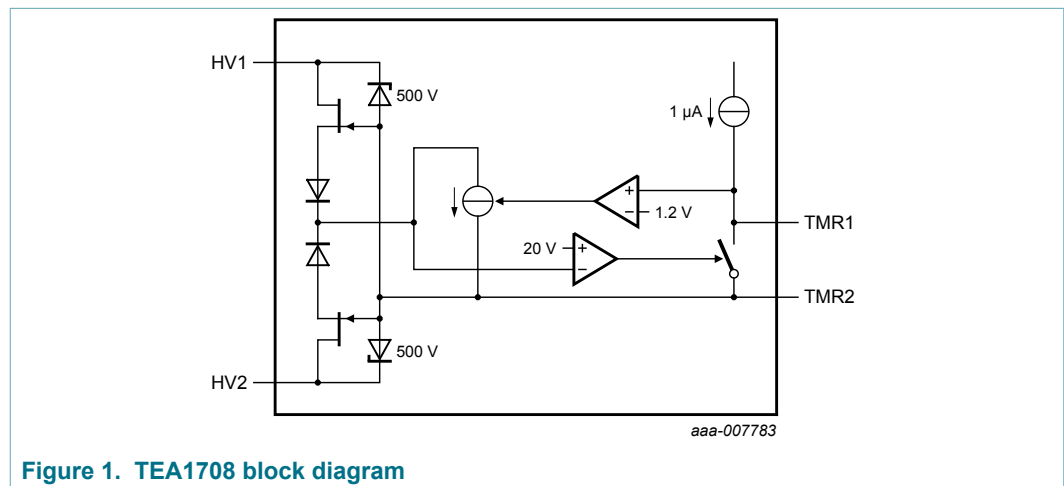 HV1
500 V
1 µA
+
−
1.2 V
TMR1
20 V
+
−
TMR2
500 V
HV2
aaa-007783
Figure 1. TEA1708 block diagram